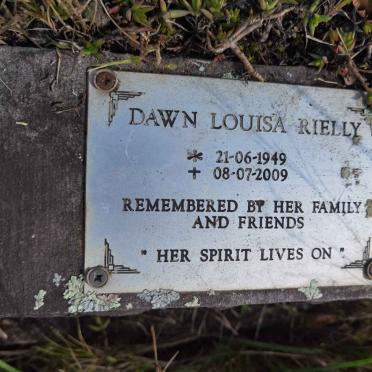 DAWN LOUISA RIELLY
* 21-06-1949
+ 08-07-2009
REMEMBERED BY HER FAMILY
AND FRIENDS
" HER SPIRIT LIVES ON "